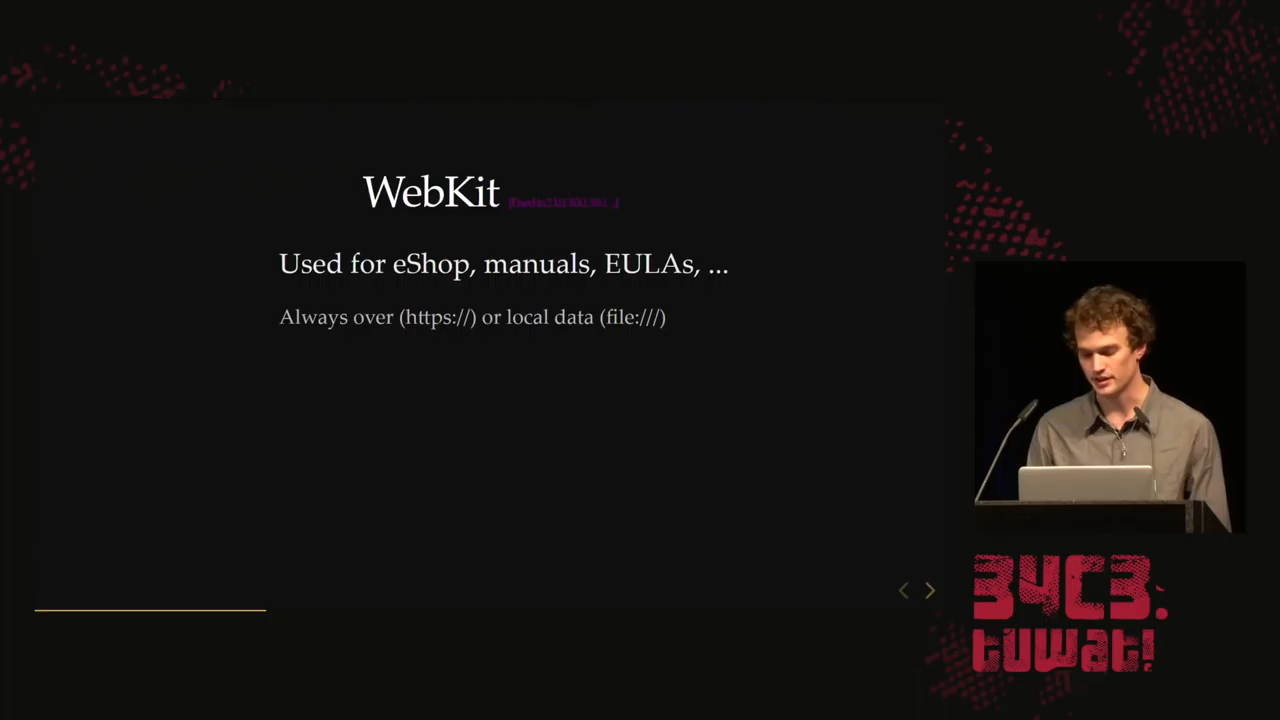 WebKit
Used for eShop, manuals, EULAs, ...
Always over (https://) or local data (file:///)
34C3.
tuwat!